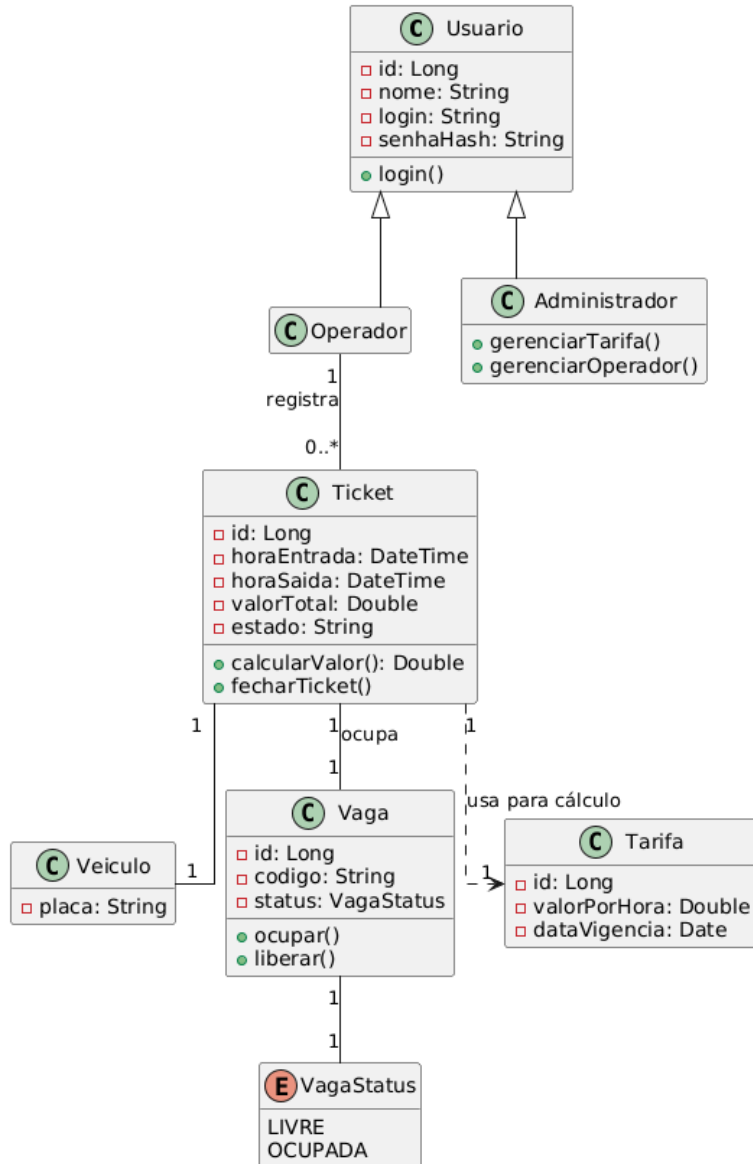 C Usuario
id: Long
nome: String
login: String
senhaHash: String
login()
C Operador
C Administrador
gerenciarTarifa()
gerenciarOperador()
1
registra
0..*
C Ticket
id: Long
horaEntrada: DateTime
horaSaida: DateTime
valorTotal: Double
estado: String
calcularValor(): Double
fecharTicket()
1
1
ocupa
1
1
usa para cálculo
C Veiculo
placa: String
1
C Vaga
id: Long
codigo: String
status: VagaStatus
ocupar()
liberar()
1
C Tarifa
id: Long
valorPorHora: Double
dataVigencia: Date
1
1
E VagaStatus
LIVRE
OCUPADA